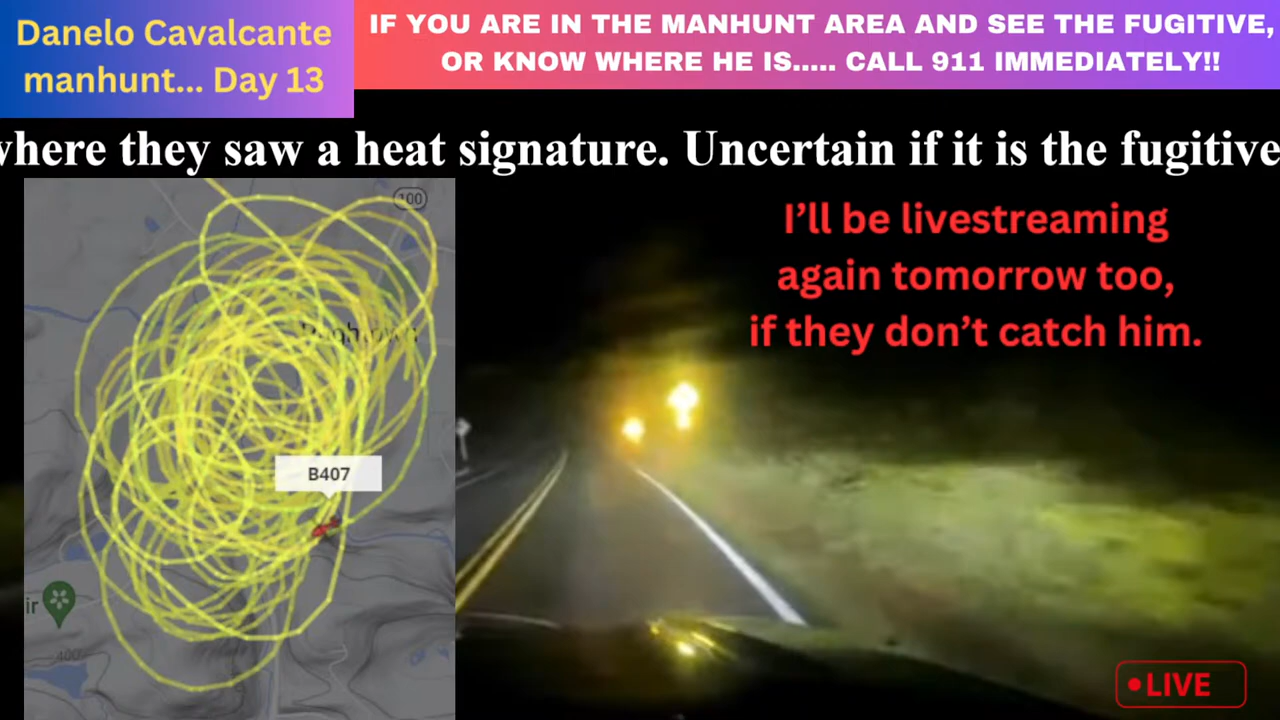 Danelo Cavalcante
manhunt... Day 13
IF YOU ARE IN THE MANHUNT AREA AND SEE THE FUGITIVE,
OR KNOW WHERE HE IS..... CALL 911 IMMEDIATELY!!
where they saw a heat signature. Uncertain if it is the fugitive
100
I'll be livestreaming
again tomorrow too,
if they don't catch him.
B407
ir
400
•LIVE